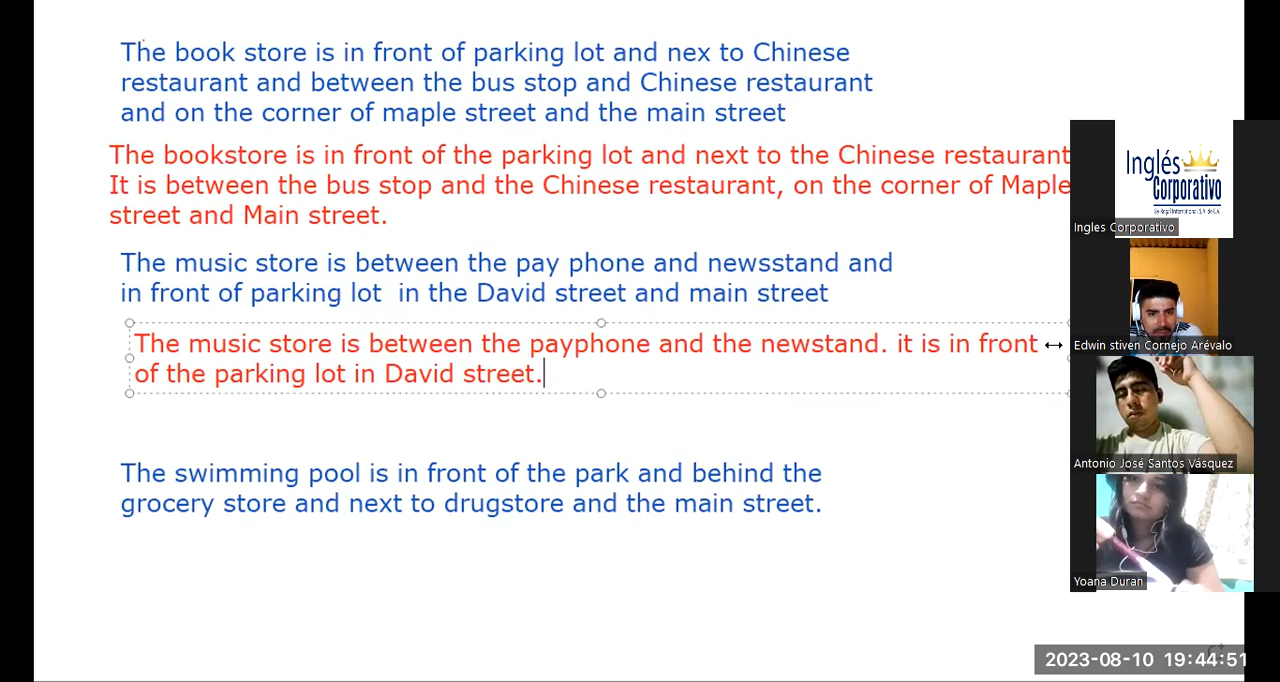 The book store is in front of parking lot and nex to Chinese
restaurant and between the bus stop and Chinese restaurant
and on the corner of maple street and the main street
The bookstore is in front of the parking lot and next to the Chinese restaurant
It is between the bus stop and the Chinese restaurant, on the corner of Maple
street and Main street.
The music store is between the pay phone and newsstand and
in front of parking lot  in the David street and main street
The music store is between the payphone and the newstand. it is in front
of the parking lot in David street.
The swimming pool is in front of the park and behind the
grocery store and next to drugstore and the main street.
Inglés
Corporativo
By Regal International S.A. de C.V.
Ingles Corporativo
Edwin stiven Cornejo Arévalo
Antonio José Santos Vásquez
Yoana Duran
2023-08-10 19:44:51